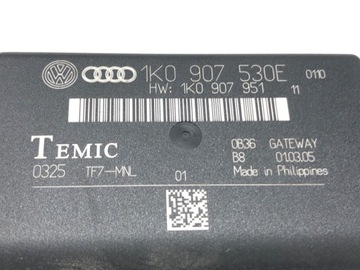 1K0 907 530E 0110
HW: 1K0 907 951 11
TEMIC
0B36 GATEWAY
0325 TF7-MNL
B8 01.03.05
01
Made in Philippines